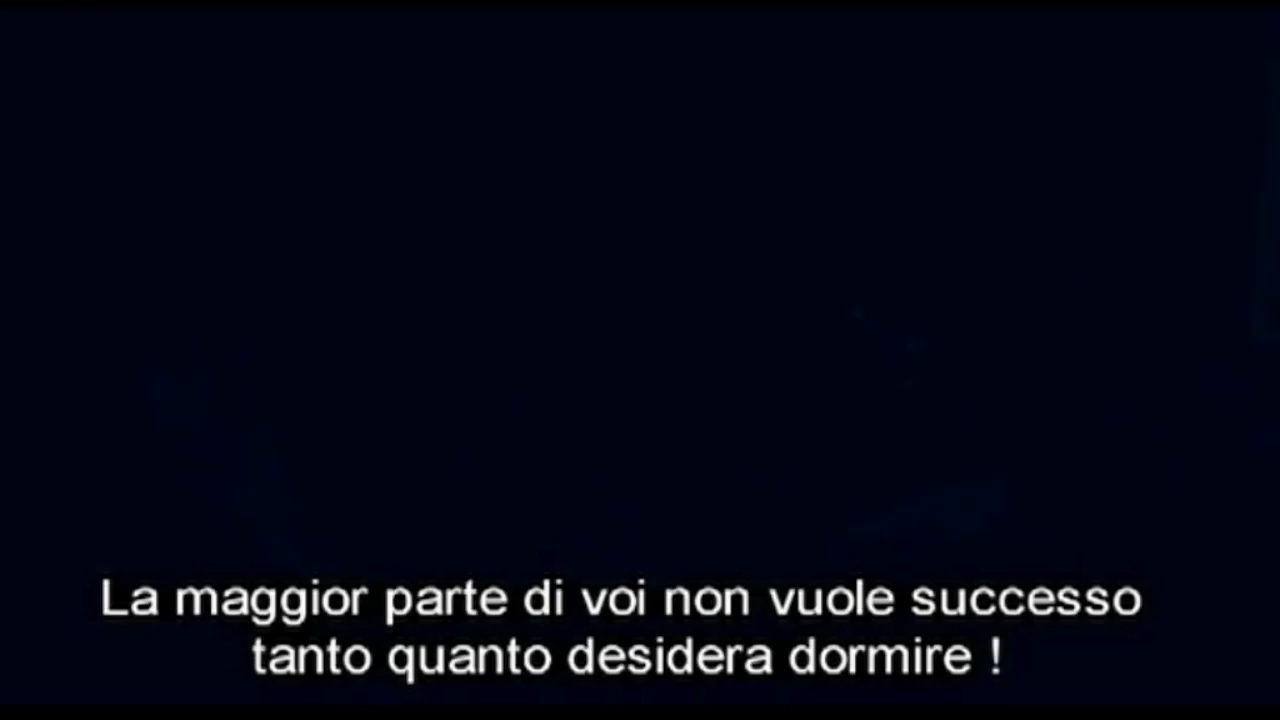 La maggior parte di voi non vuole successo
tanto quanto desidera dormire !